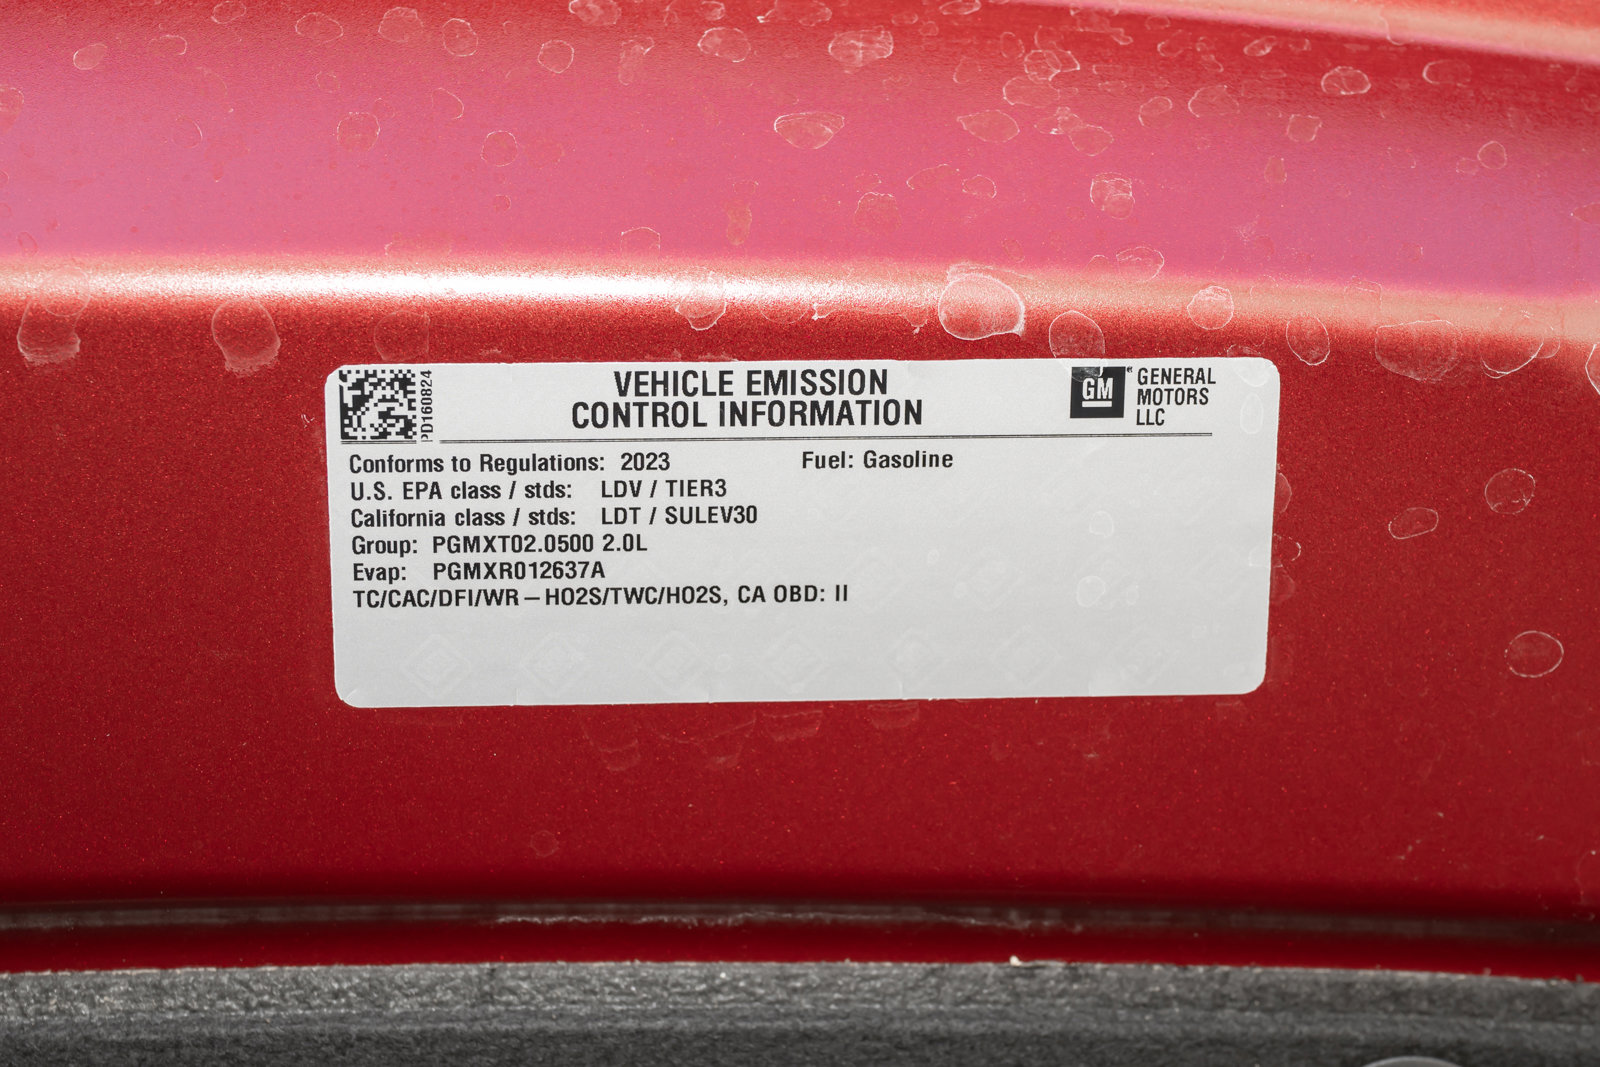 PD160824
VEHICLE EMISSION
CONTROL INFORMATION
GM
GENERAL
MOTORS
LLC
Conforms to Regulations: 2023 Fuel: Gasoline
U.S. EPA class / stds: LDV / TIER3
California class / stds: LDT / SULEV30
Group: PGMXT02.0500 2.0L
Evap: PGMXR012637A
TC/CAC/DFI/WR – HO2S/TWC/HO2S, CA OBD: II